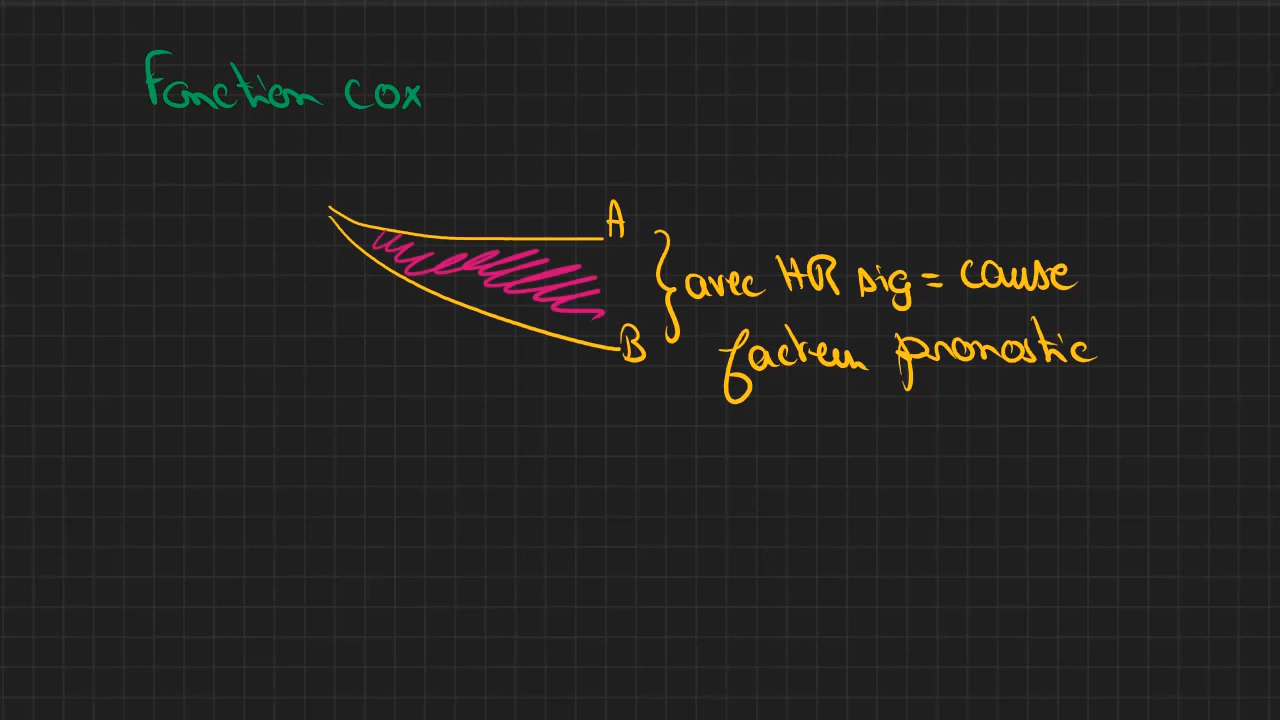 Fonction cox
A
avec HR sig = cause
B
facteur pronostic